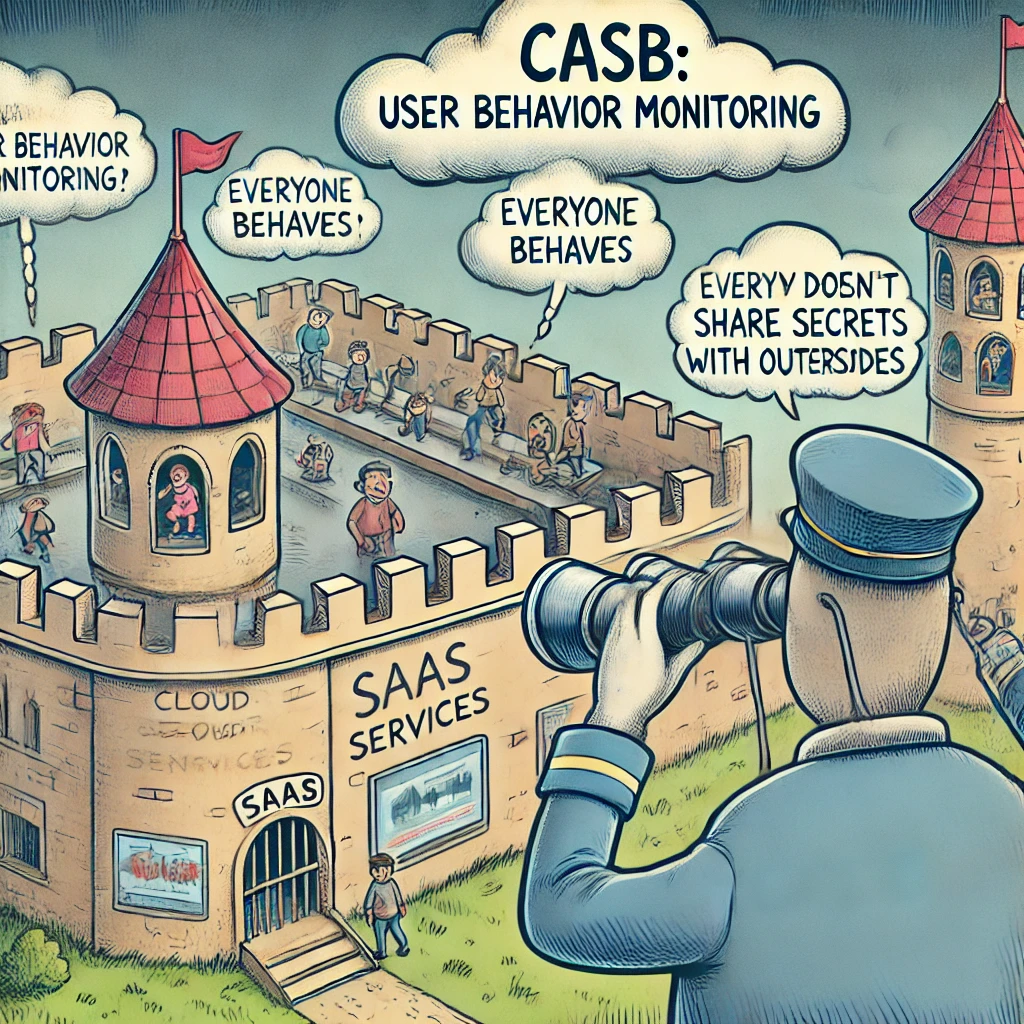 CASB:
USER BEHAVIOR MONITORING
R BEHAVIOR
NITORING?
EVERYONE
BEHAVES
EVERYONE
BEHAVES
EVERYY DOSN'T
SHARE SECRETS
WITH OUTERSIDES
CLOUD
SAAS
SERVICES
SAAS